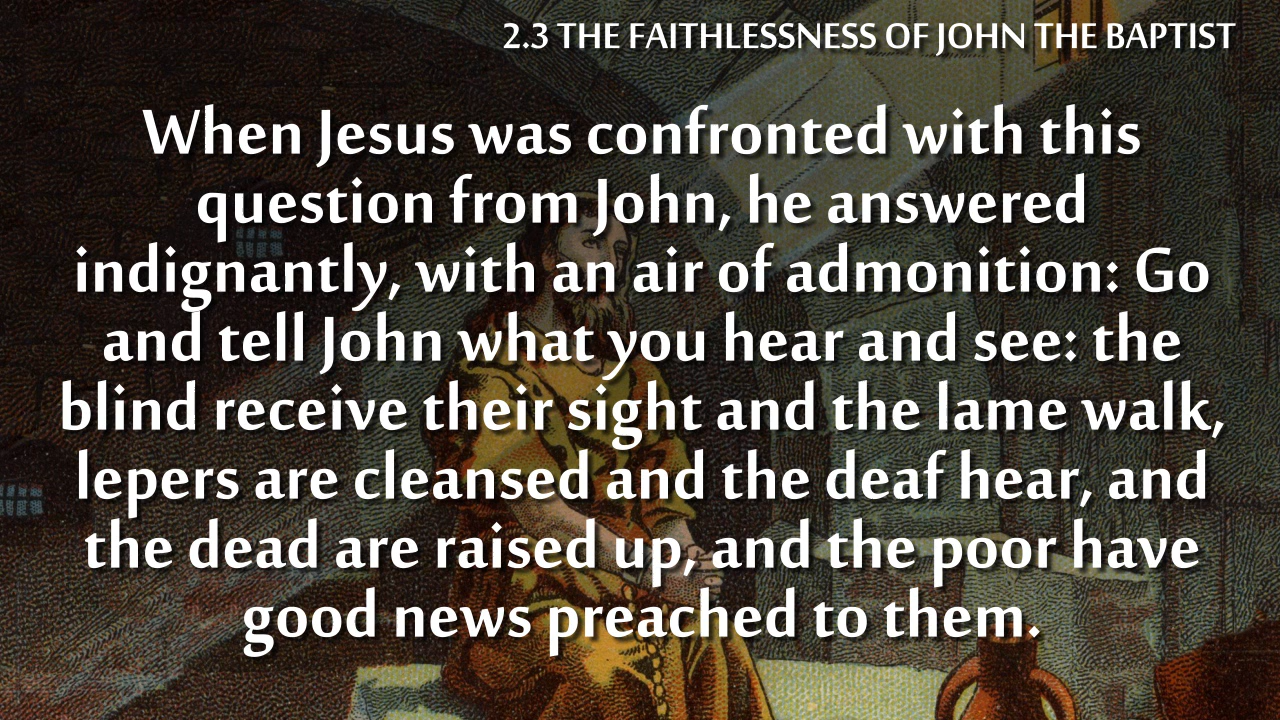 2.3 THE FAITHLESSNESS OF JOHN THE BAPTIST
When Jesus was confronted with this
question from John, he answered
indignantly, with an air of admonition: Go
and tell John what you hear and see: the
blind receive their sight and the lame walk,
lepers are cleansed and the deaf hear, and
the dead are raised up, and the poor have
good news preached to them.